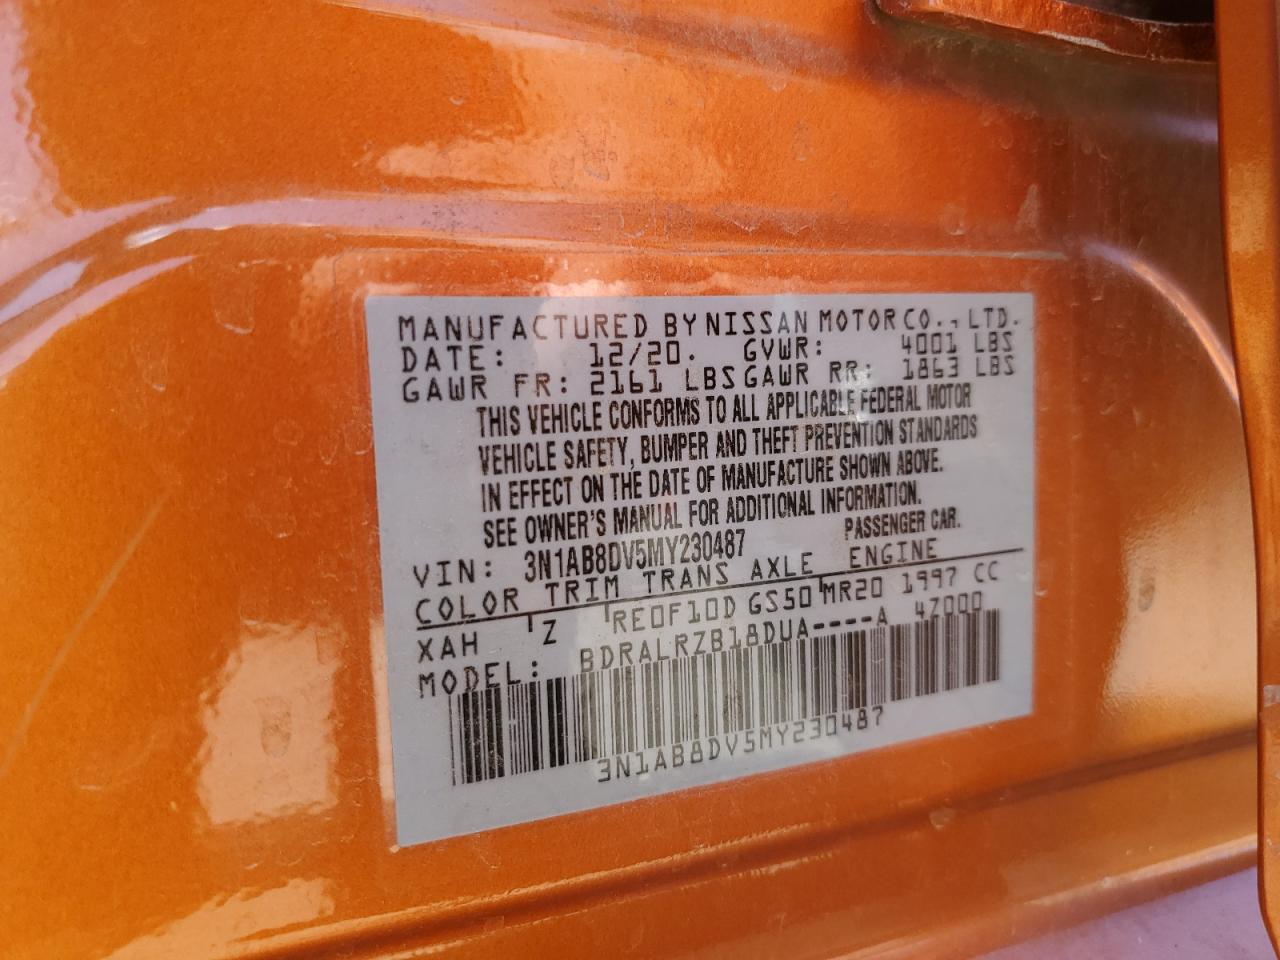 MANUFACTURED BY NISSAN MOTOR CO., LTD.
DATE: 12/20. GVWR: 4001 LBS
GAWR FR: 2161 LBS GAWR RR: 1863 LBS
THIS VEHICLE CONFORMS TO ALL APPLICABLE FEDERAL MOTOR
VEHICLE SAFETY, BUMPER AND THEFT PREVENTION STANDARDS
IN EFFECT ON THE DATE OF MANUFACTURE SHOWN ABOVE.
SEE OWNER'S MANUAL FOR ADDITIONAL INFORMATION.
VIN: 3N1AB8DV5MY230487 PASSENGER CAR.
COLOR TRIM TRANS AXLE ENGINE
XAH Z RE0F10D GS50 MR20 1997 CC
MODEL: BDRALRZB18DUA----A 4Z000
3N1AB8DV5MY230487